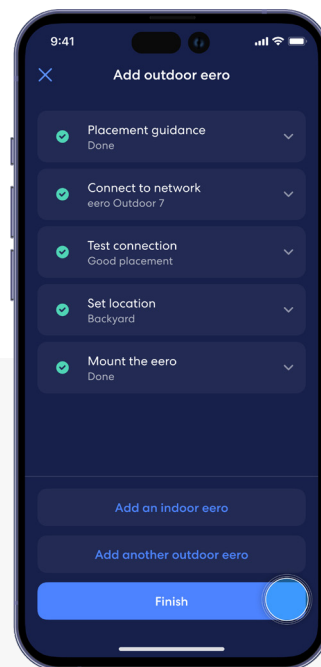 9:41
Add outdoor eero
Placement guidance
Done
Connect to network
eero Outdoor 7
Test connection
Good placement
Set location
Backyard
Mount the eero
Done
Add an indoor eero
Add another outdoor eero
Finish